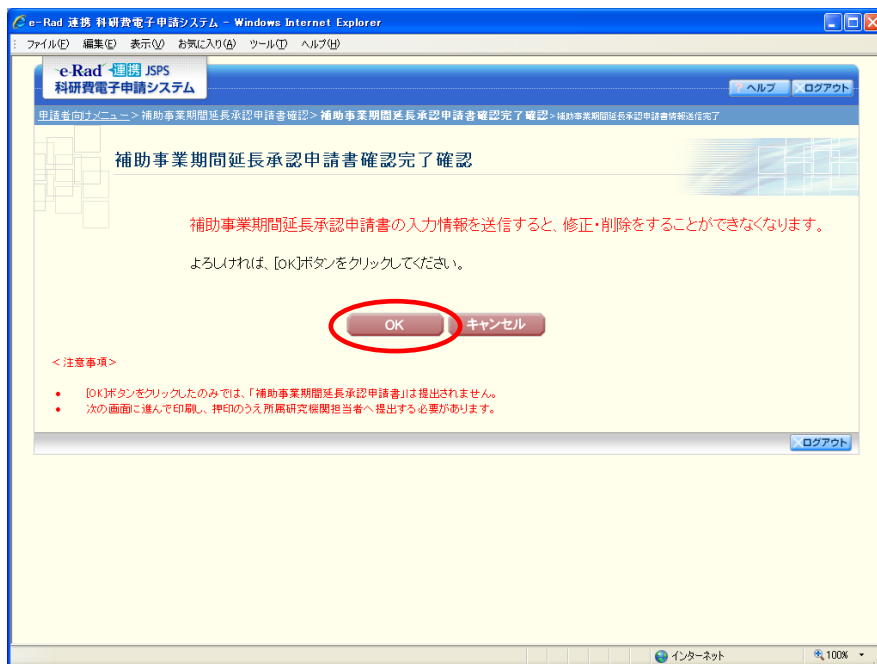 e-Rad 連携 科研費電子申請システム - Windows Internet Explorer
ファイル(F) 編集(E) 表示(V) お気に入り(A) ツール(T) ヘルプ(H)
e-Rad 連携 JSPS
科研費電子申請システム
? ヘルプ ×ログアウト
申請者向けメニュー>補助事業期間延長承認申請書確認>補助事業期間延長承認申請書確認完了確認>補助事業期間延長承認申請書情報送信完了
補助事業期間延長承認申請書確認完了確認
補助事業期間延長承認申請書の入力情報を送信すると、修正・削除をすることができなくなります。
よろしければ、[OK]ボタンをクリックしてください。
OK キャンセル
<注意事項>
• [OK]ボタンをクリックしたのみでは、「補助事業期間延長承認申請書」は提出されません。
• 次の画面に進んで印刷し、押印のうえ所属研究機関担当者へ提出する必要があります。
×ログアウト
インターネット 100%